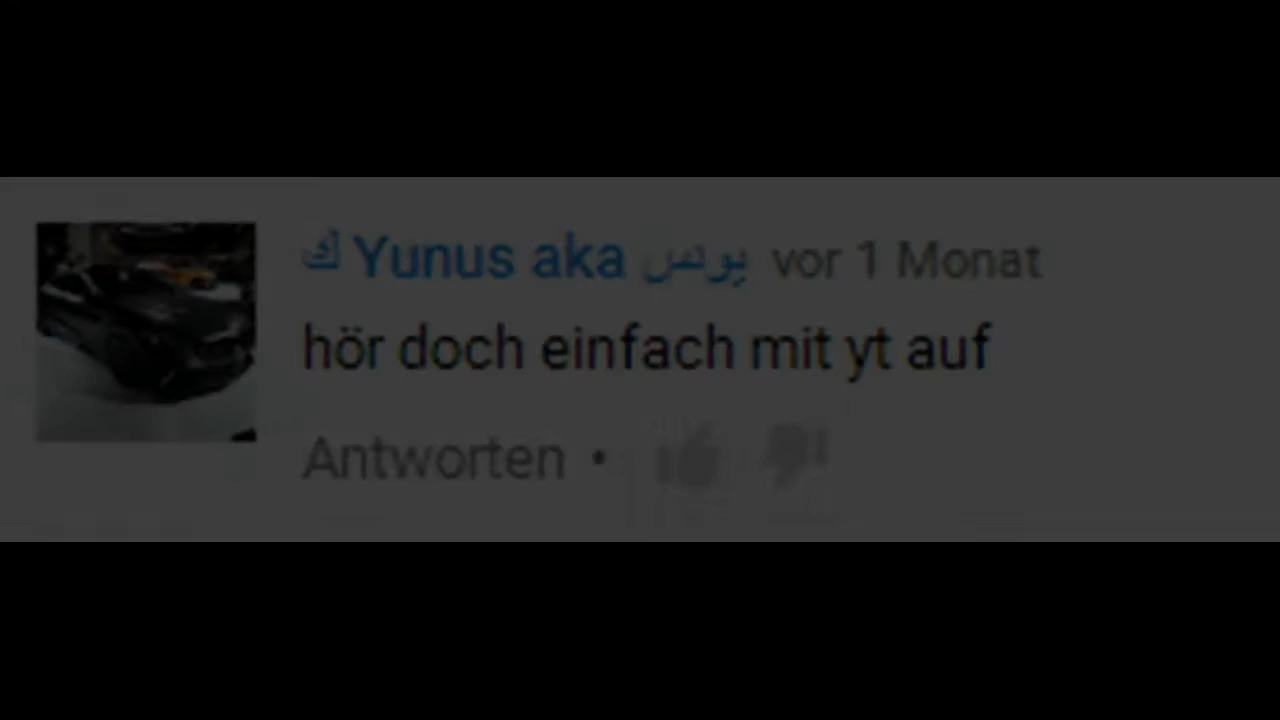 ك Yunus aka يونس vor 1 Monat
hör doch einfach mit yt auf
Antworten •